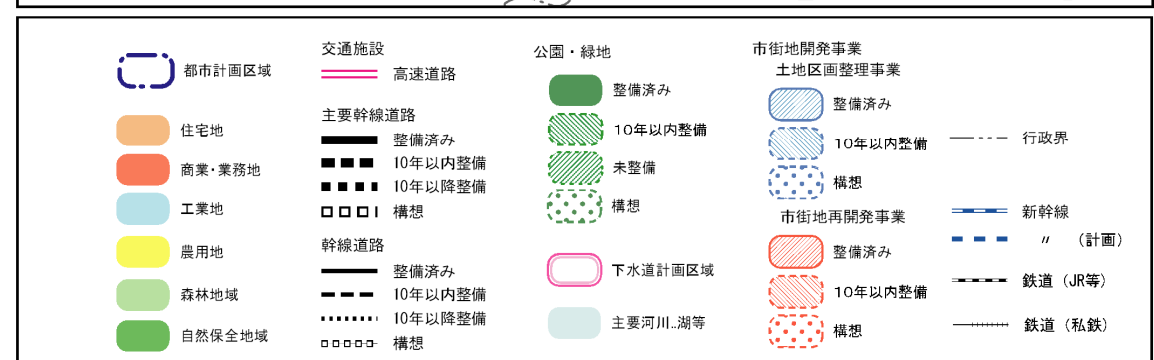 都市計画区域
住宅地
商業・業務地
工業地
農用地
森林地域
自然保全地域
交通施設
高速道路
主要幹線道路
整備済み
10年以内整備
10年以降整備
構想
幹線道路
整備済み
10年以内整備
10年以降整備
構想
公園・緑地
整備済み
10年以内整備
未整備
構想
下水道計画区域
主要河川..湖等
市街地開発事業
土地区画整理事業
整備済み
10年以内整備
構想
市街地再開発事業
整備済み
10年以内整備
構想
行政界
新幹線
〃 (計画)
鉄道(JR等)
鉄道(私鉄)